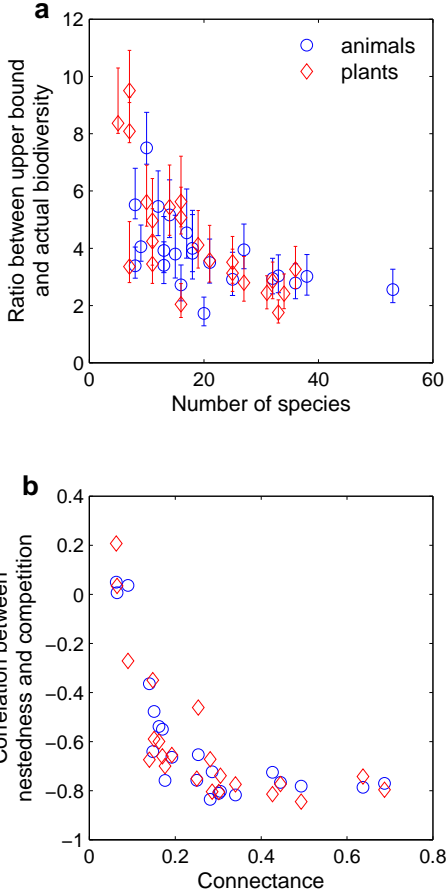 a
12
10
8
6
4
2
0
animals
plants
Ratio between upper bound
and actual biodiversity
0
20
40
60
Number of species
b
0.4
0.2
0
−0.2
−0.4
−0.6
−0.8
−1
Correlation between
nestedness and competition
0
0.2
0.4
0.6
0.8
Connectance